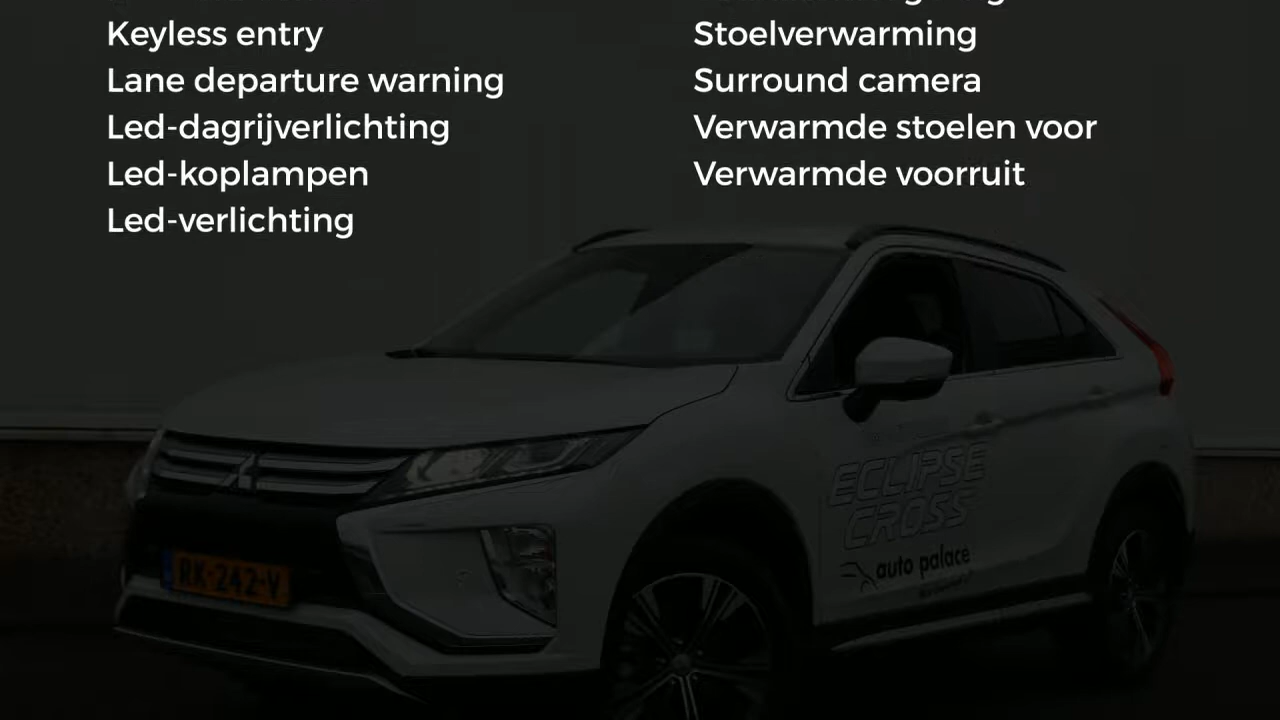 Keyless entry
Lane departure warning
Led-dagrijverlichting
Led-koplampen
Led-verlichting
Stoelverwarming
Surround camera
Verwarmde stoelen voor
Verwarmde voorruit
ECLIPSE
CROSS
auto palace
RK-242-V